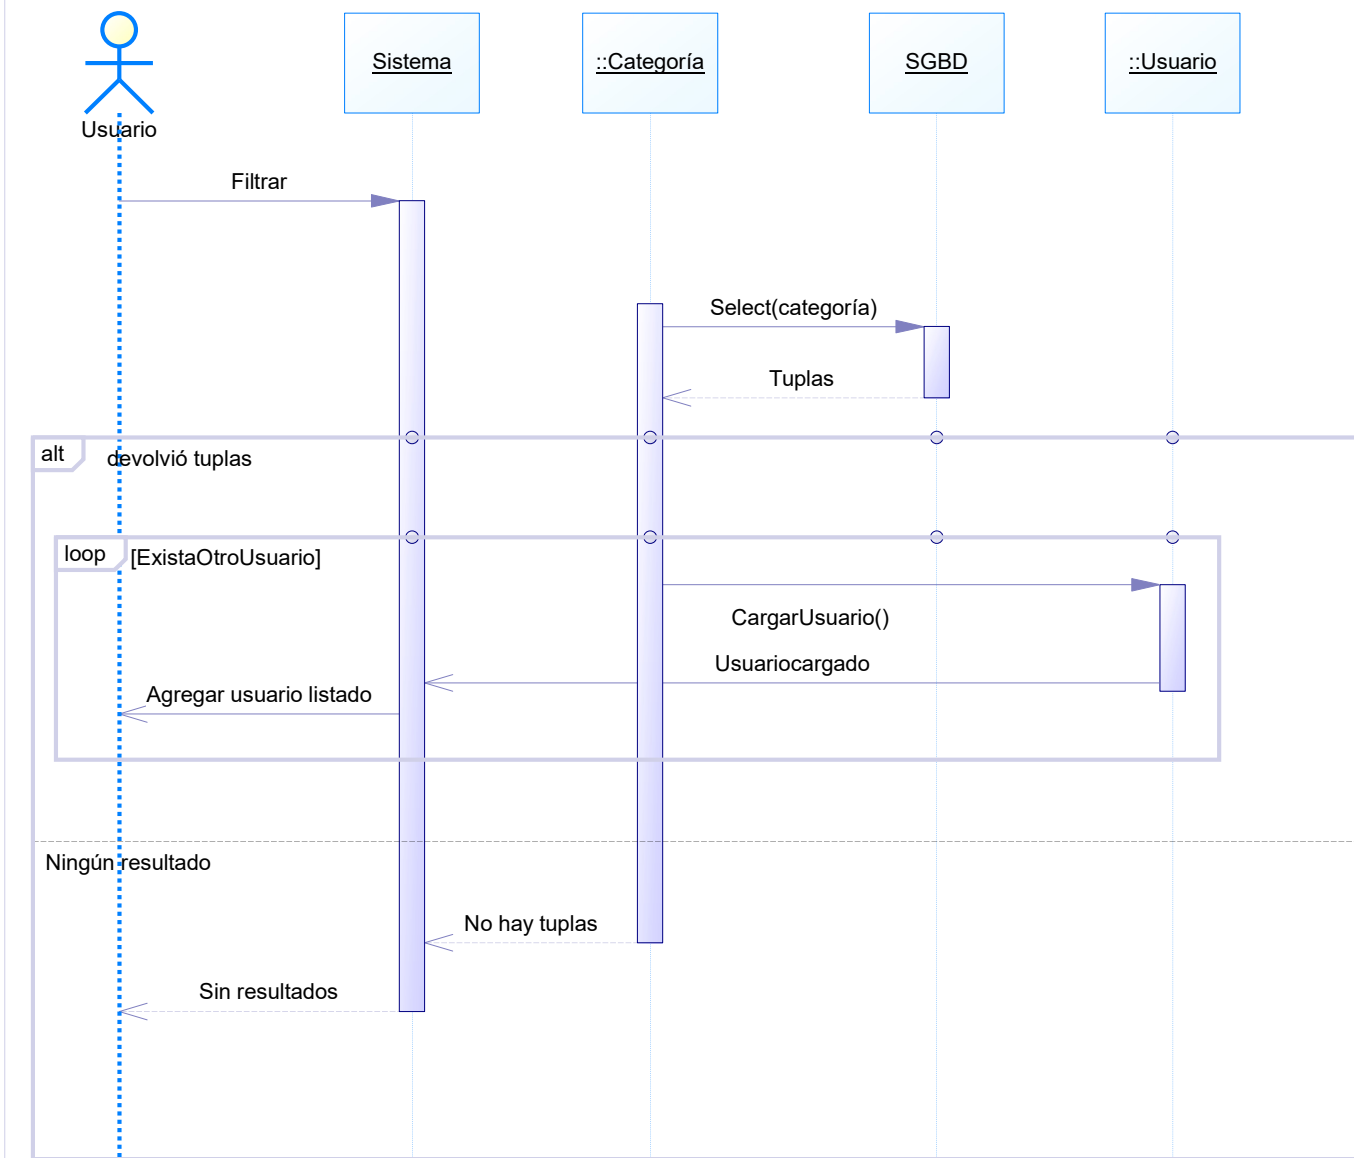 Usuario
Sistema
::Categoría
SGBD
::Usuario
Filtrar
Select(categoría)
Tuplas
alt
devolvió tuplas
loop
[ExistaOtroUsuario]
CargarUsuario()
Usuariocargado
Agregar usuario listado
Ningún resultado
No hay tuplas
Sin resultados